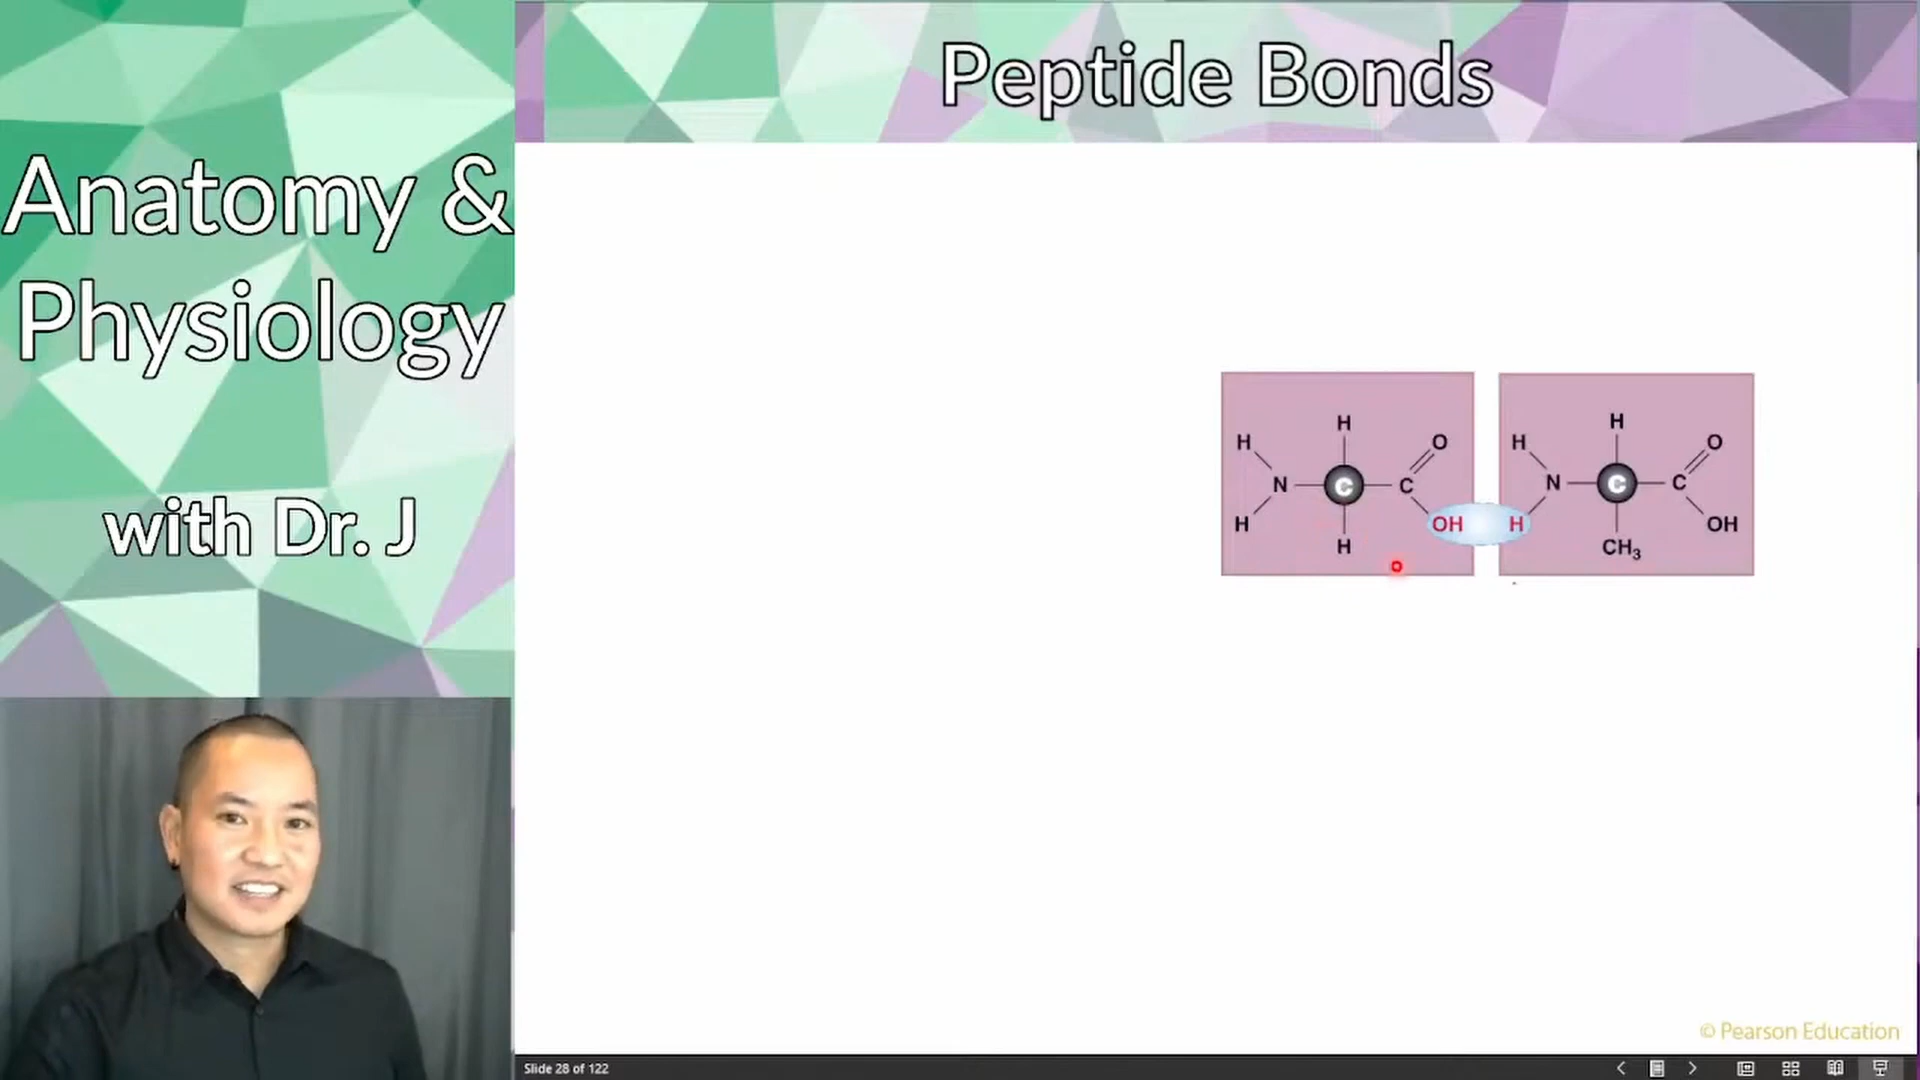 Anatomy &
Physiology
with Dr. J
Peptide Bonds
H H O H H O
N C C N C C
H H OH H CH₃ OH
© Pearson Education
Slide 28 of 122